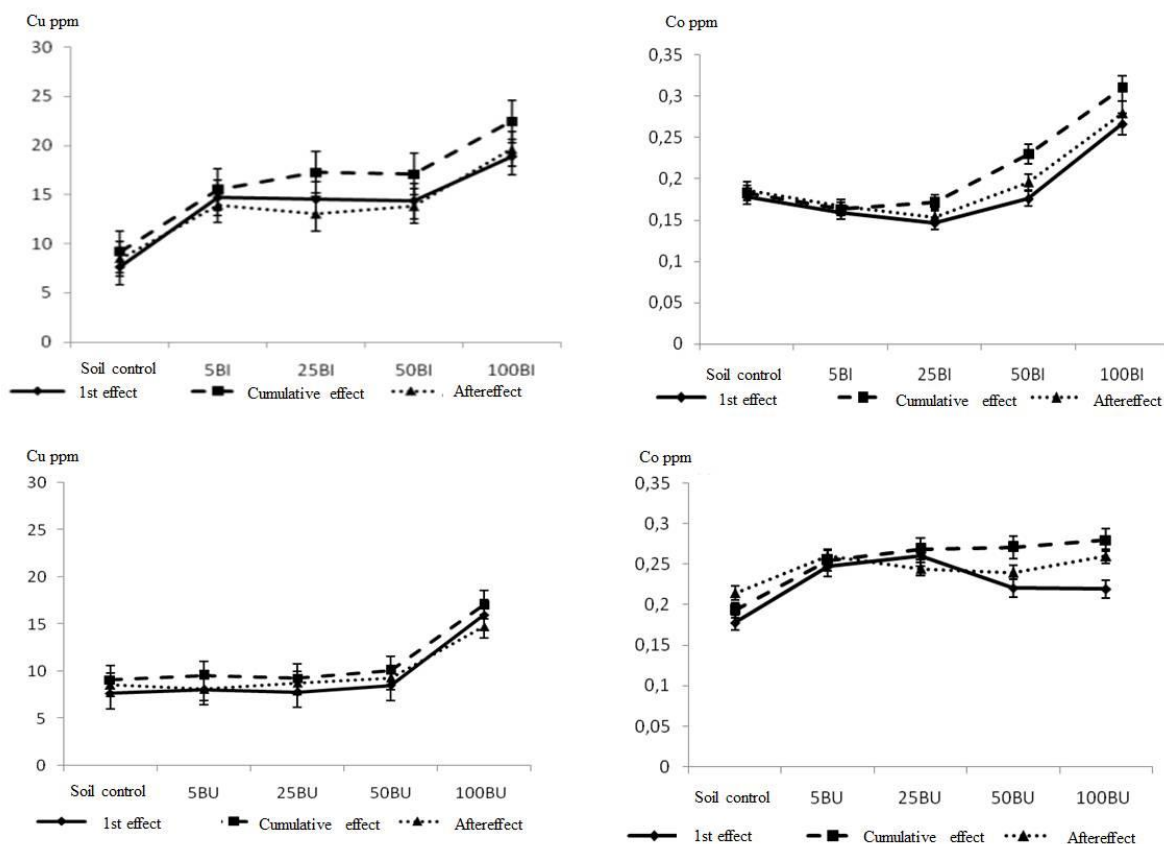 Cu ppm
30
25
20
15
10
5
0
Soil control 5BI 25BI 50BI 100BI
1st effect Cumulative effect Aftereffect
Co ppm
0,35
0,3
0,25
0,2
0,15
0,1
0,05
0
Soil control 5BI 25BI 50BI 100BI
1st effect Cumulative effect Aftereffect
Cu ppm
30
25
20
15
10
5
0
Soil control 5BU 25BU 50BU 100BU
1st effect Cumulative effect Aftereffect
Co ppm
0,35
0,3
0,25
0,2
0,15
0,1
0,05
0
Soil control 5BU 25BU 50BU 100BU
1st effect Cumulative effect Aftereffect